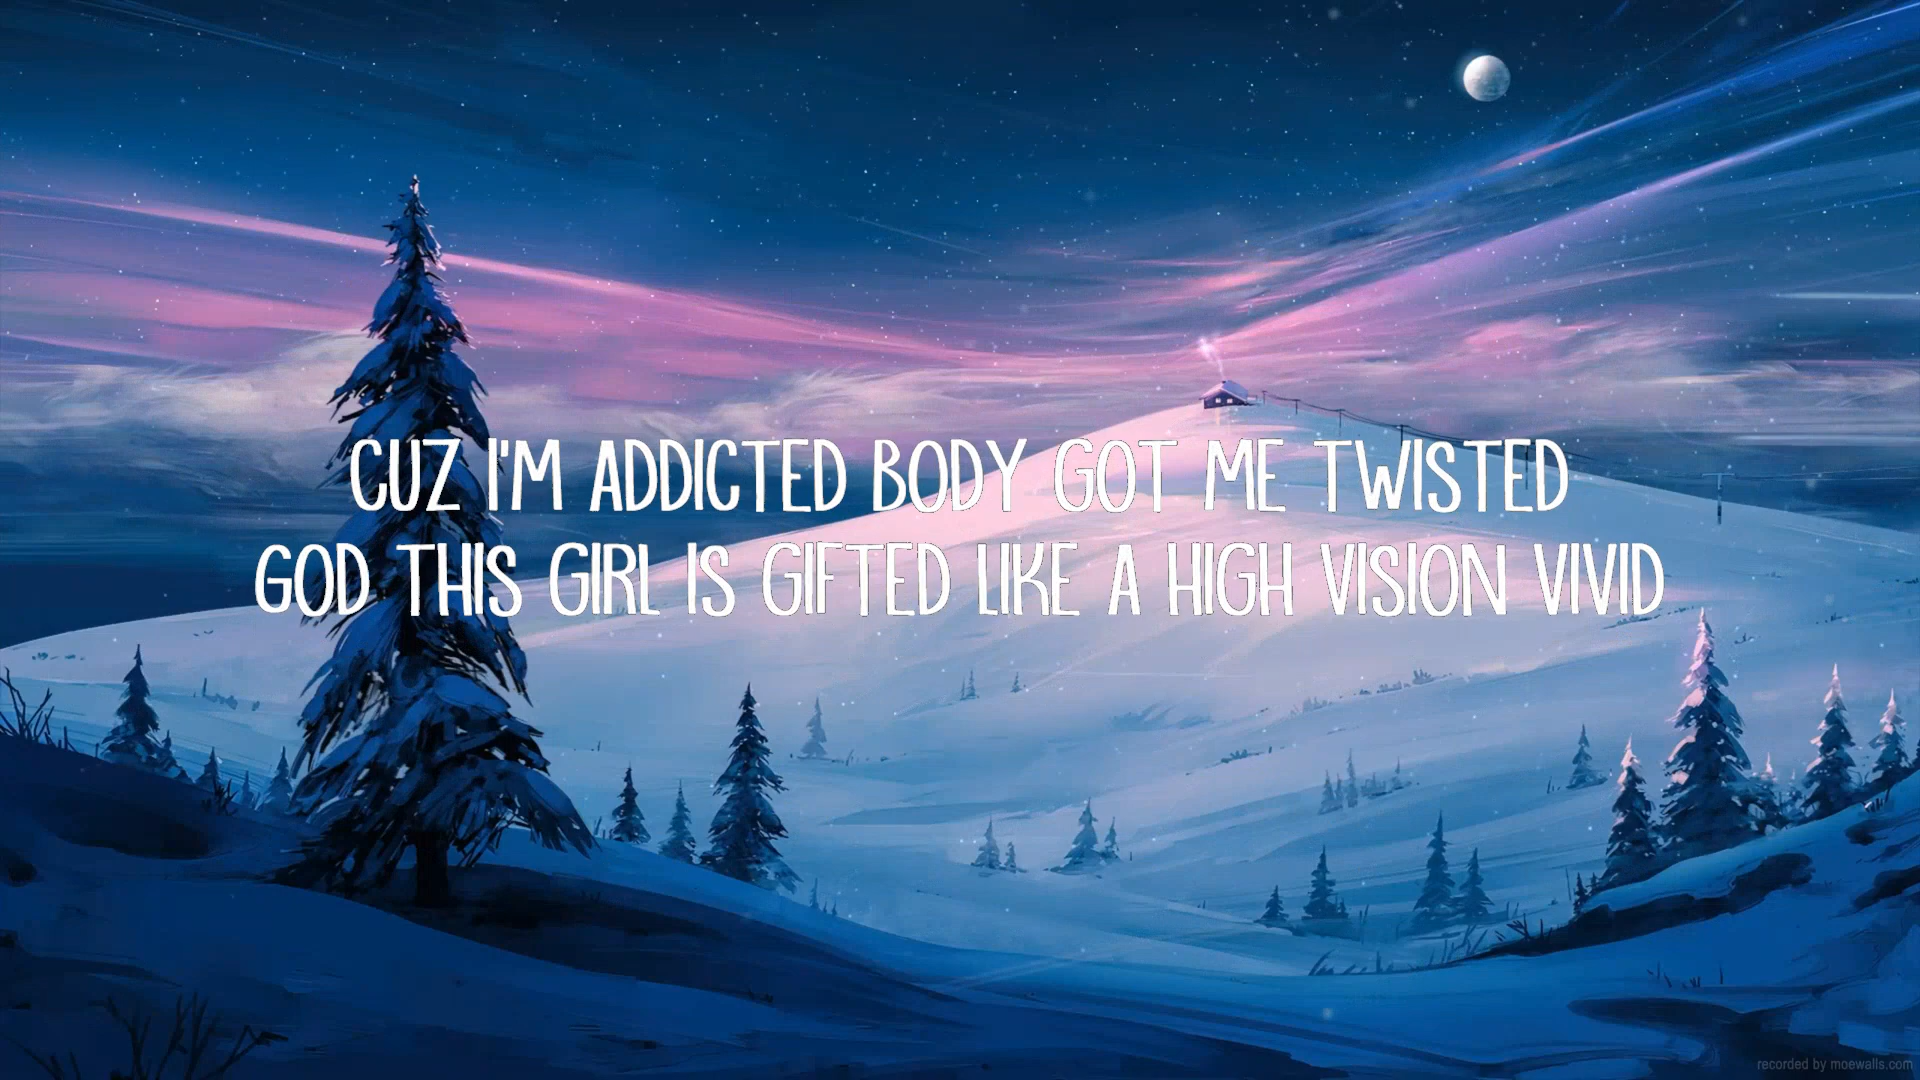 CUZ I'M ADDICTED BODY GOT ME TWISTED
GOD THIS GIRL IS GIFTED LIKE A HIGH VISION VIVID
recorded by moewalls.com